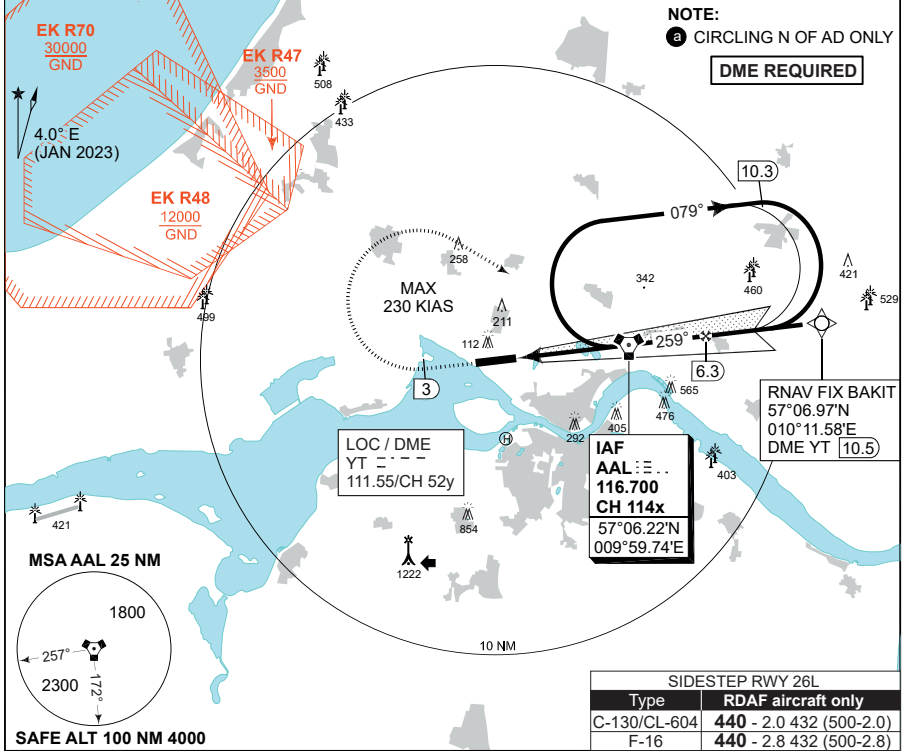 NOTE:
a CIRCLING N OF AD ONLY
DME REQUIRED
EK R70
30000
GND
EK R47
3500
GND
508
433
4.0° E
(JAN 2023)
EK R48
12000
GND
499
10.3
079°
258
MAX
230 KIAS
342
460
421
529
211
112
259°
6.3
3
565
476
405
292
403
RNAV FIX BAKIT
57°06.97'N
010°11.58'E
DME YT 10.5
LOC / DME
YT
111.55/CH 52y
H
IAF
AAL
116.700
CH 114x
57°06.22'N
009°59.74'E
421
854
1222
MSA AAL 25 NM
1800
257°
2300
172°
SAFE ALT 100 NM 4000
10 NM
SIDESTEP RWY 26L
Type RDAF aircraft only
C-130/CL-604 440 - 2.0 432 (500-2.0)
F-16 440 - 2.8 432 (500-2.8)